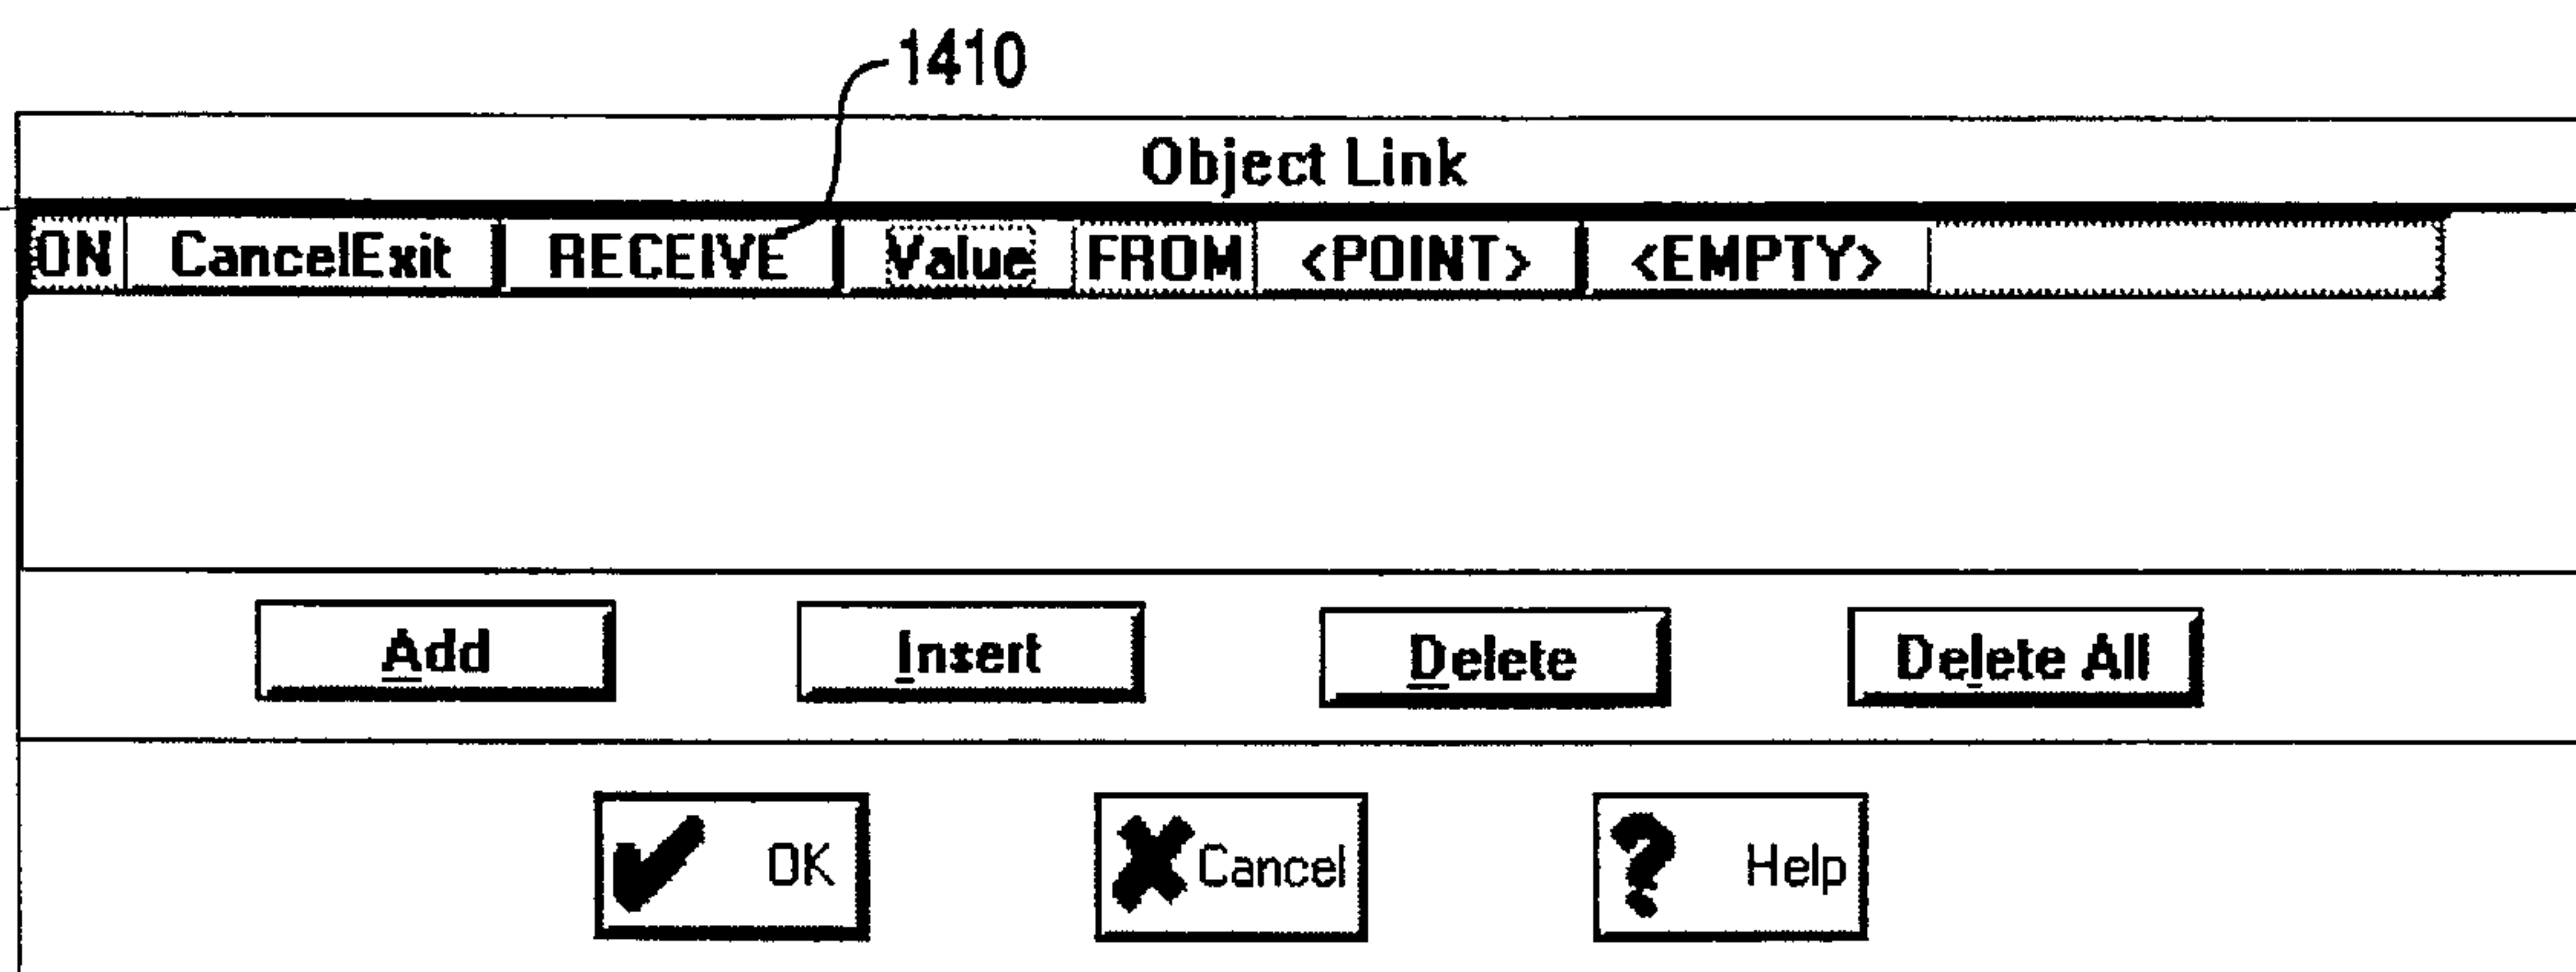 1410
Object Link
ON CancelExit RECEIVE Value FROM <POINT> <EMPTY>
Add Insert Delete Delete All
OK Cancel Help